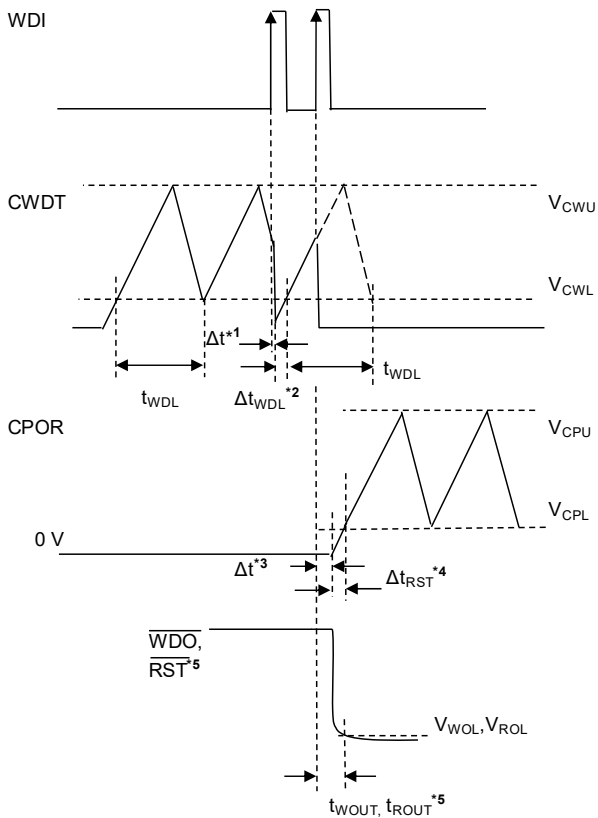 WDI
CWDT
V_CWU
V_CWL
Δt*1
t_WDL
Δt_WDL*2
t_WDL
CPOR
V_CPU
V_CPL
0 V
Δt*3
Δt_RST*4
WDO,
RST*5
V_WOL,V_ROL
t_WOUT, t_ROUT*5